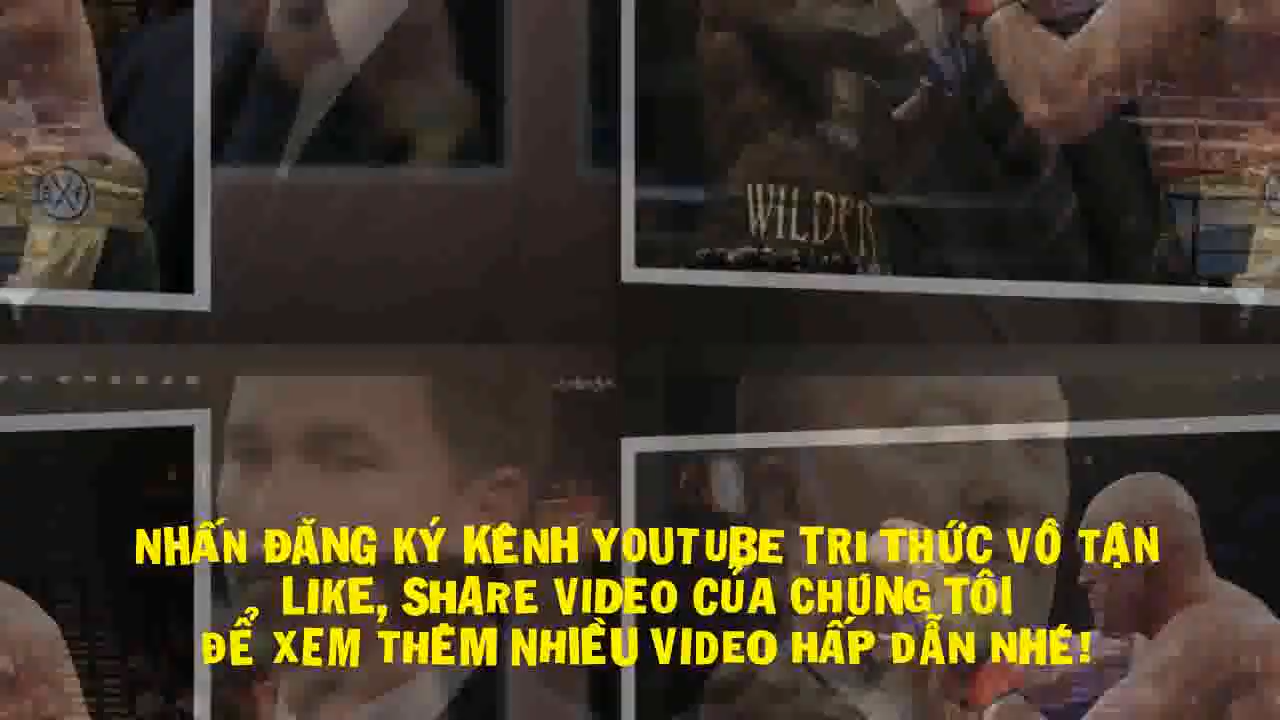 WILDER
NHẤN ĐĂNG KÝ KÊNH YOUTUBE TRI THỨC VÔ TẬN
LIKE, SHARE VIDEO CỦA CHÚNG TÔI
ĐỂ XEM THÊM NHIỀU VIDEO HẤP DẪN NHÉ!